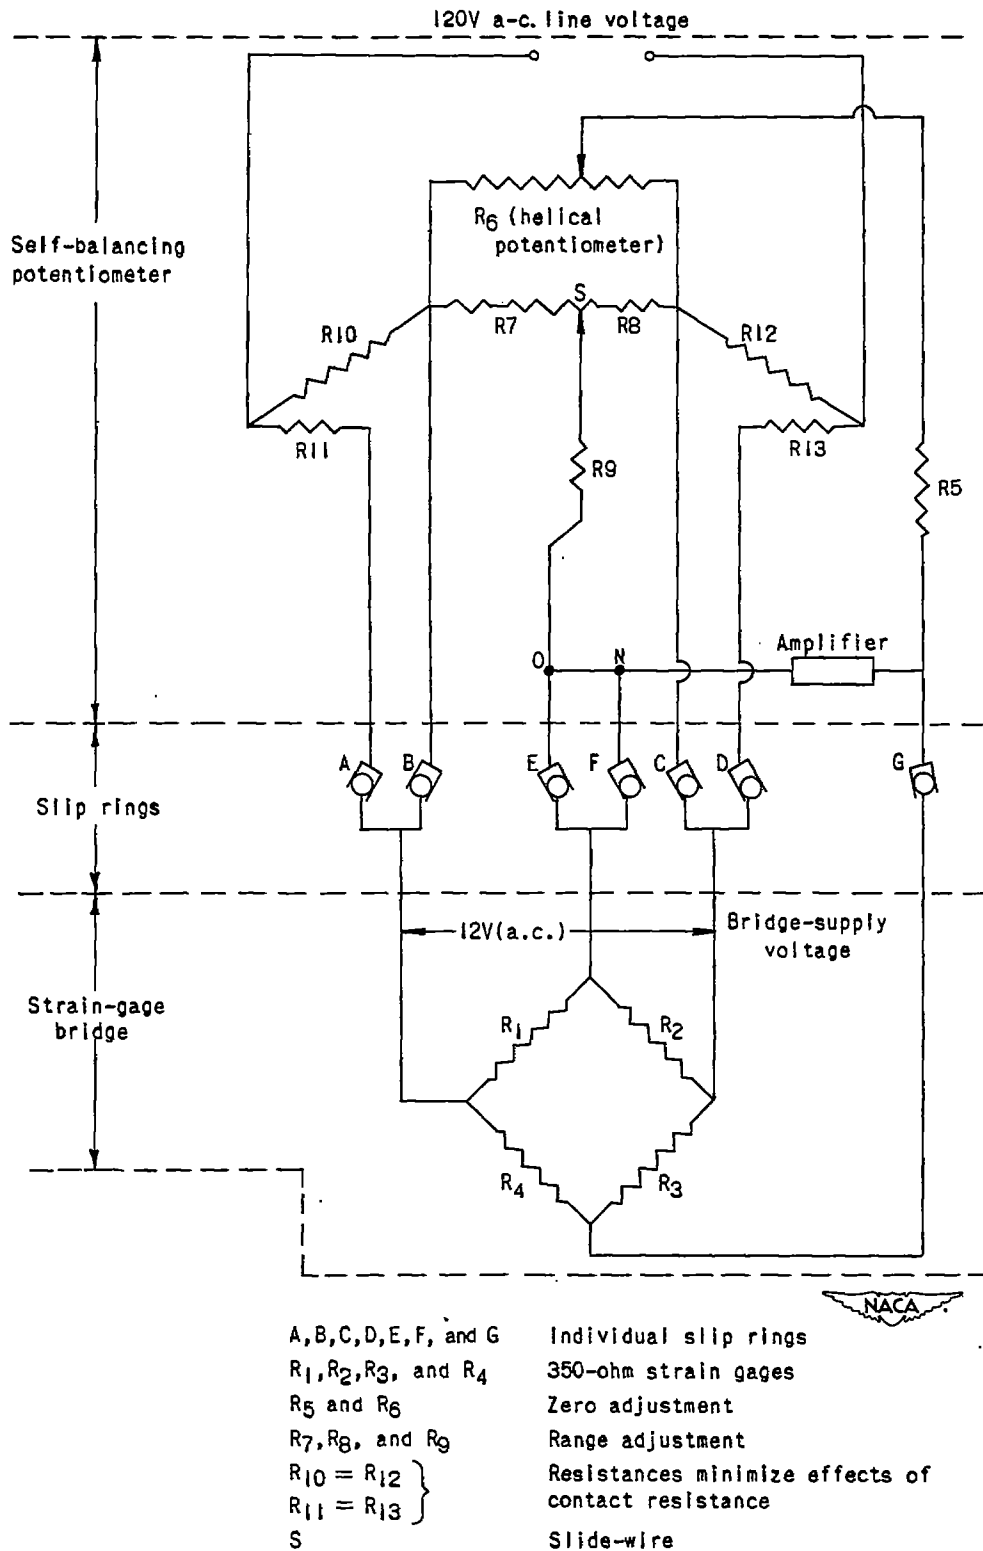 120V a-c. line voltage
Self-balancing
potentiometer
R6 (helical
potentiometer)
S
R7
R8
R10
R12
R11
R13
R9
R5
O
N
Amplifier
A
B
E
F
C
D
G
Slip rings
12V(a.c.)
Bridge-supply
voltage
Strain-gage
bridge
R1
R2
R4
R3
NACA
A,B,C,D,E,F, and G Individual slip rings
R1,R2,R3, and R4 350-ohm strain gages
R5 and R6 Zero adjustment
R7,R8, and R9 Range adjustment
R10 = R12 Resistances minimize effects of
R11 = R13 contact resistance
S Slide-wire